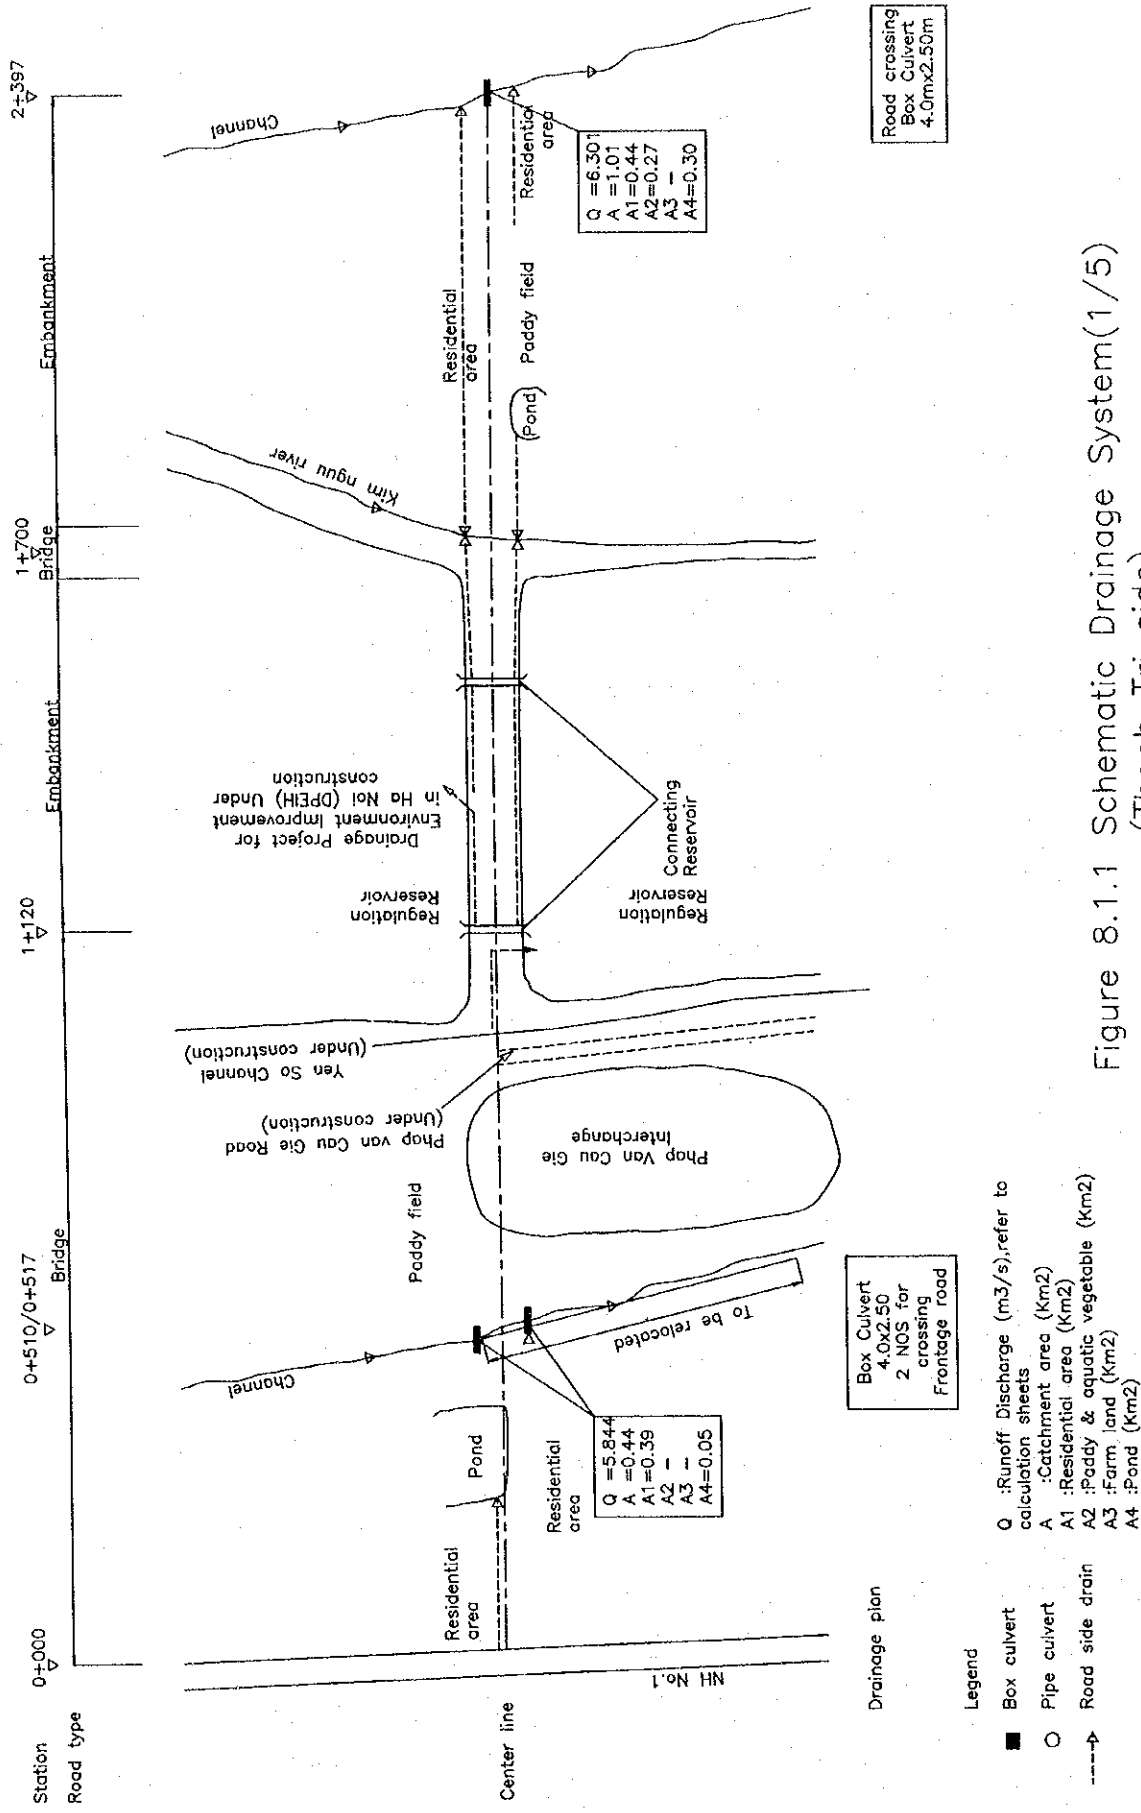 Station
0+000
0+510/0+517
1+120
1+700
2+397
Road type
Bridge
Embankment
Bridge
Embankment
Channel
Paddy field
Phap van Cau Gie Road
(Under construction)
Yen So Channel
(Under construction)
Regulation
Reservoir
Drainage Project for
Environment Improvement
in Ha Noi (DPEIH) Under
construction
Kim nguu river
Residential
area
Channel
Center line
NH No.1
Residential
area
Pond
Residential
area
Q =5.844
A =0.44
A1=0.39
A2 -
A3 -
A4=0.05
To be relocated
Phap Van Cau Gie
Interchange
Regulation
Reservoir
Connecting
Reservoir
(Pond)
Paddy field
Residential
area
Q =6.301
A =1.01
A1=0.44
A2=0.27
A3 -
A4=0.30
Drainage plan
Box Culvert
4.0x2.50
2 NOS for
crossing
Frontage road
Road crossing
Box Culvert
4.0mx2.50m
Legend
Box culvert
Pipe culvert
Road side drain
Q :Runoff Discharge (m3/s),refer to
calculation sheets
A :Catchment area (Km2)
A1 :Residential area (Km2)
A2 :Paddy & aquatic vegetable (Km2)
A3 :Farm land (Km2)
A4 :Pond (Km2)
Figure 8.1.1 Schematic Drainage System(1/5)